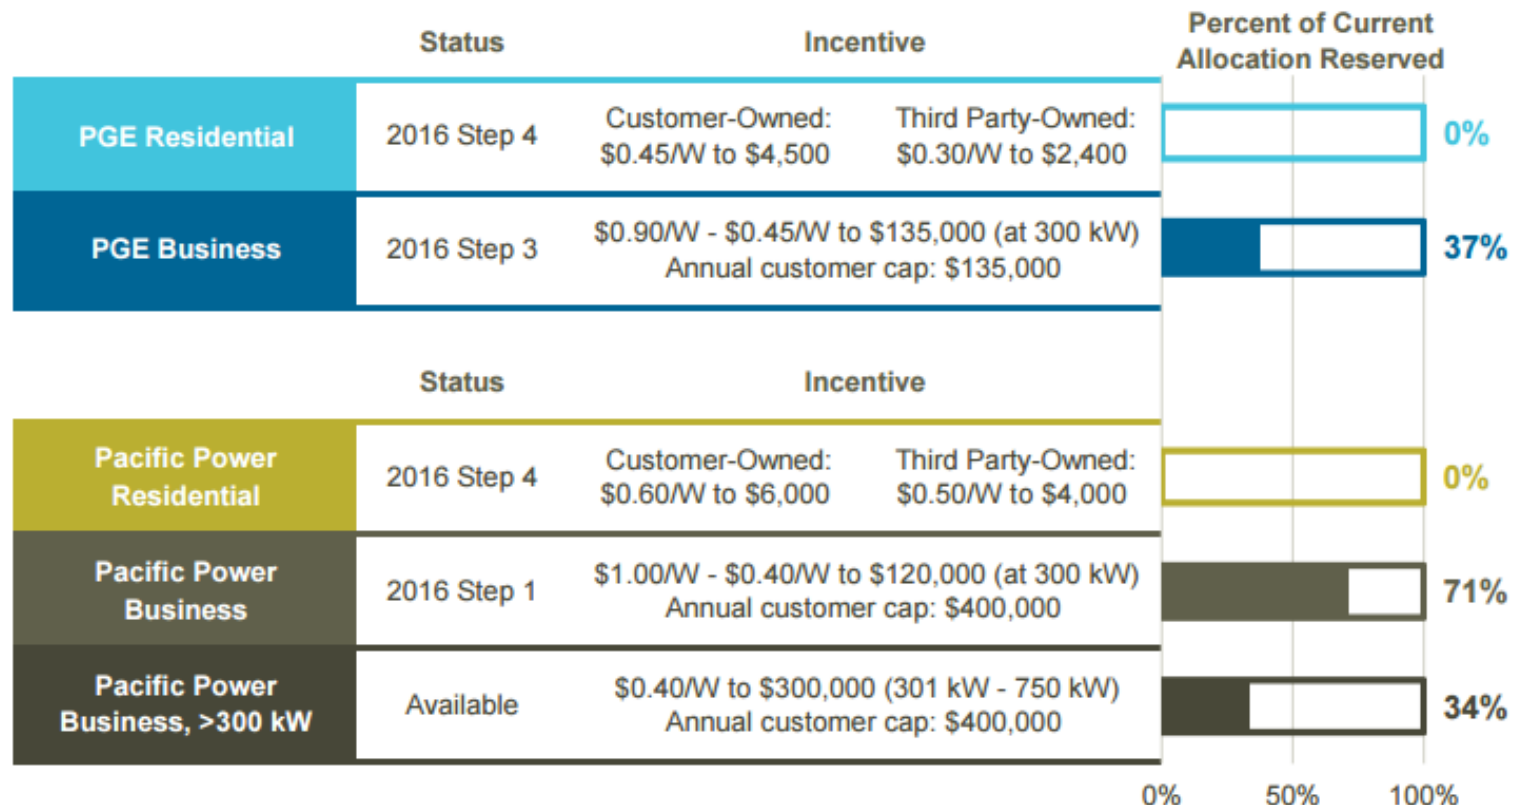 Status
Incentive
Percent of Current
Allocation Reserved
PGE Residential
2016 Step 4
Customer-Owned:
$0.45/W to $4,500
Third Party-Owned:
$0.30/W to $2,400
0%
PGE Business
2016 Step 3
$0.90/W - $0.45/W to $135,000 (at 300 kW)
Annual customer cap: $135,000
37%
Status
Incentive
Pacific Power
Residential
2016 Step 4
Customer-Owned:
$0.60/W to $6,000
Third Party-Owned:
$0.50/W to $4,000
0%
Pacific Power
Business
2016 Step 1
$1.00/W - $0.40/W to $120,000 (at 300 kW)
Annual customer cap: $400,000
71%
Pacific Power
Business, >300 kW
Available
$0.40/W to $300,000 (301 kW - 750 kW)
Annual customer cap: $400,000
34%
0%
50%
100%